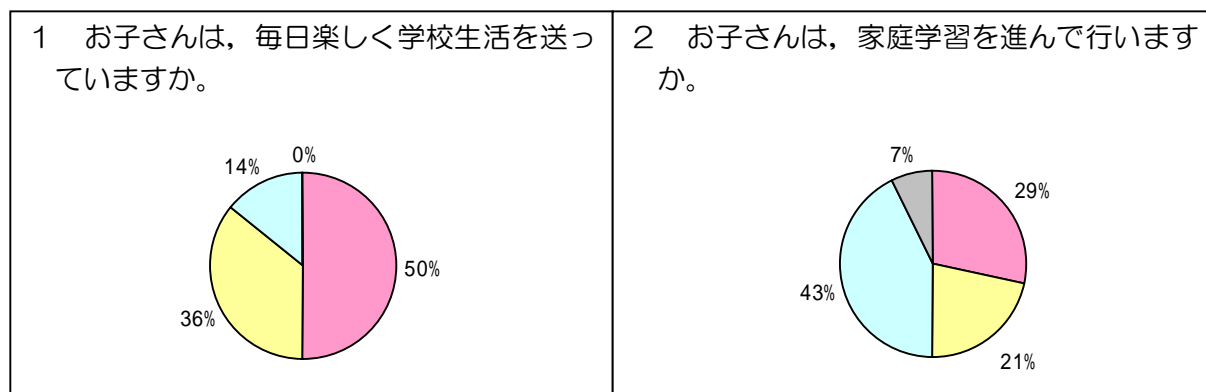 １　お子さんは，毎日楽しく学校生活を送っ
ていますか。
0%
14%
50%
36%
２　お子さんは，家庭学習を進んで行います
か。
7%
29%
43%
21%